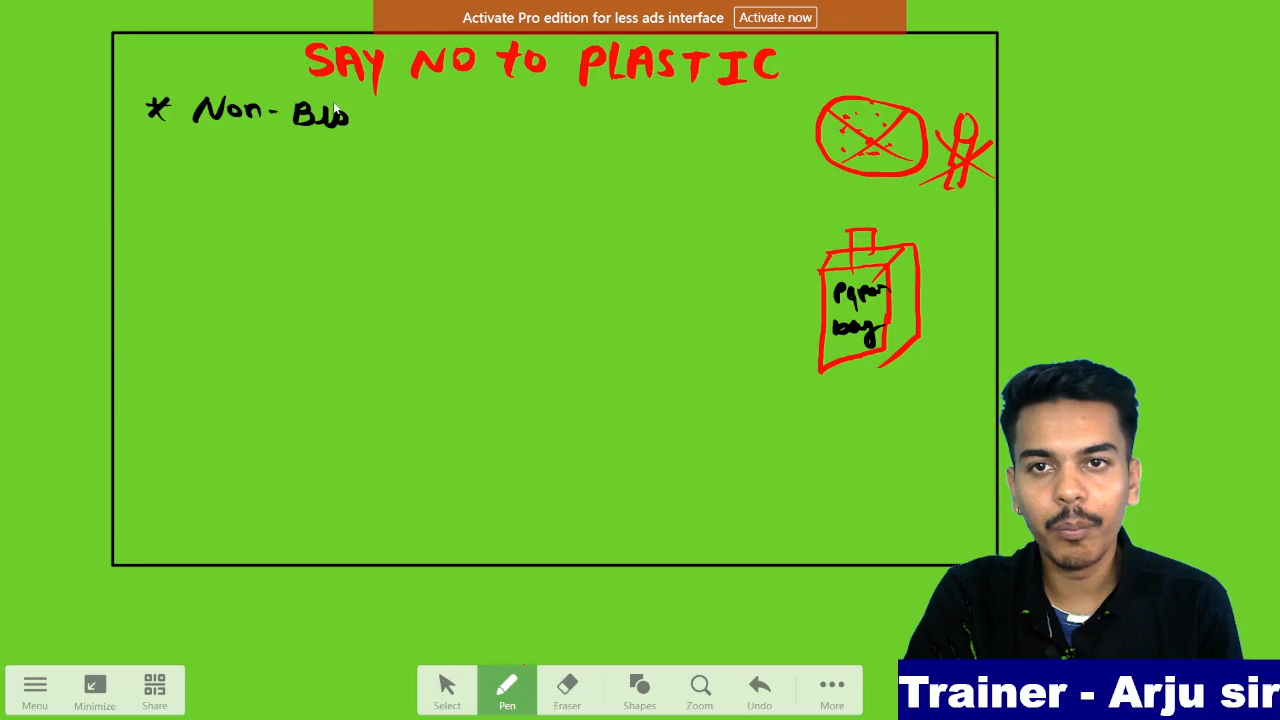 Activate Pro edition for less ads interface Activate now
SAY NO to PLASTIC
* Non-Bio
Paper
bag
Menu Minimize Share Select Pen Eraser Shapes Zoom Undo More
Trainer - Arju sir